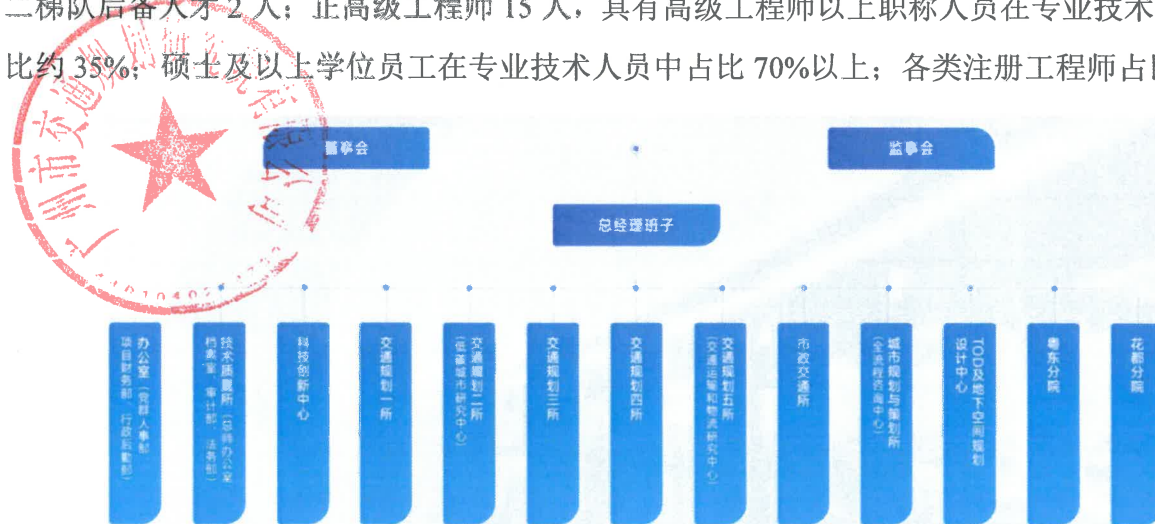 二梯队后备人才 2 人；正高级工程师 15 人，具有高级工程师以上职称人员在专业技术
比约 35%；硕士及以上学位员工在专业技术人员中占比 70%以上；各类注册工程师占
广州市交通规划
董事会
监事会
总经理班子
办公室（党群人事部
项目财务部、行政后勤部）
技术质量所（总师办公室
档案室、审计部、法务部）
科技创新中心
交通规划一所
交通规划二所
（低碳城市研究中心）
交通规划三所
交通规划四所
交通规划五所
（交通运输和物流研究中心）
市政交通所
城市规划与策划所
（全流程咨询中心）
TOD及地下空间规划
设计中心
粤东分院
花都分院